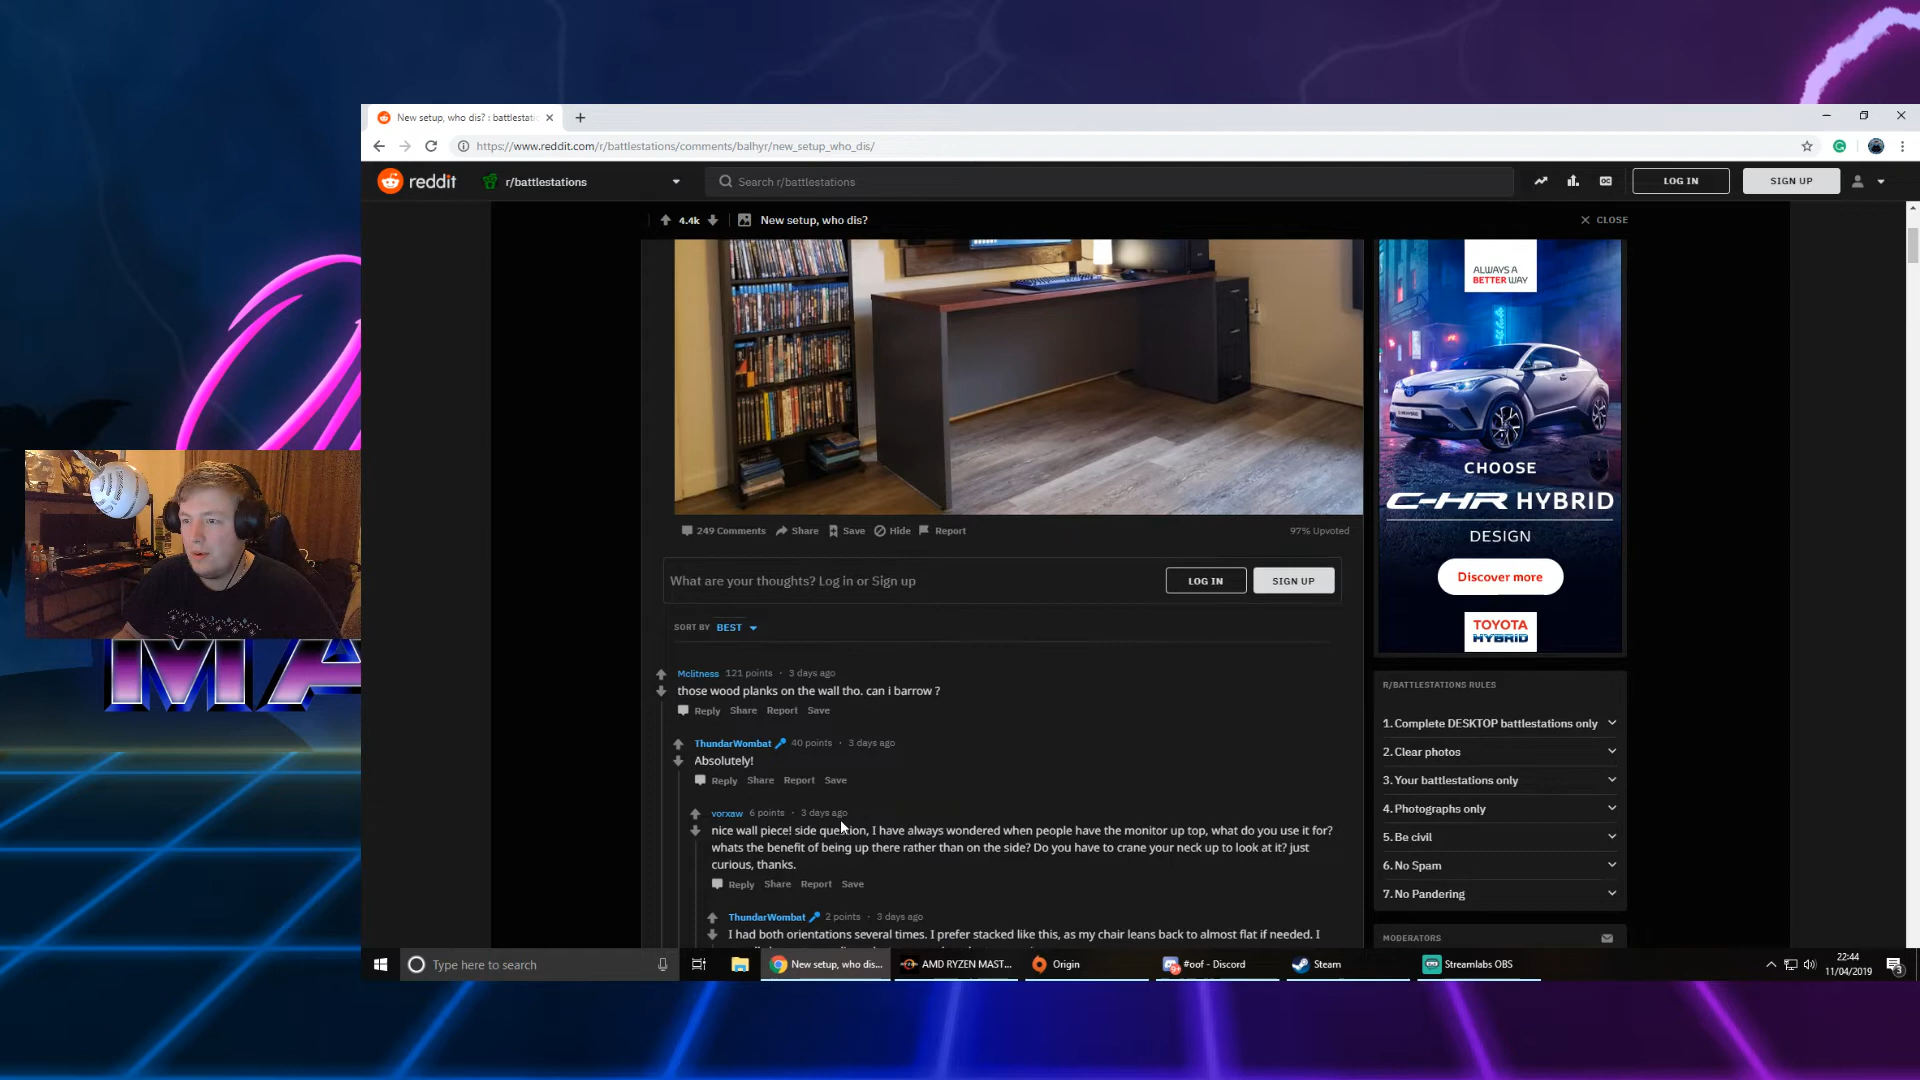 New setup, who dis? : battlestati
https://www.reddit.com/r/battlestations/comments/balhyr/new_setup_who_dis/
reddit
r/battlestations
Search r/battlestations
LOG IN
SIGN UP
4.4k
New setup, who dis?
CLOSE
249 Comments
Share
Save
Hide
Report
97% Upvoted
What are your thoughts? Log in or Sign up
LOG IN
SIGN UP
SORT BY BEST
Mclitness 121 points · 3 days ago
those wood planks on the wall tho. can i barrow ?
Reply Share Report Save
ThundarWombat 40 points · 3 days ago
Absolutely!
Reply Share Report Save
vorxaw 6 points · 3 days ago
nice wall piece! side question, I have always wondered when people have the monitor up top, what do you use it for?
whats the benefit of being up there rather than on the side? Do you have to crane your neck up to look at it? just
curious, thanks.
Reply Share Report Save
ThundarWombat 2 points · 3 days ago
I had both orientations several times. I prefer stacked like this, as my chair leans back to almost flat if needed. I
ALWAYS A
BETTER WAY
CHOOSE
C-HR HYBRID
DESIGN
Discover more
TOYOTA
HYBRID
R/BATTLESTATIONS RULES
1. Complete DESKTOP battlestations only
2. Clear photos
3. Your battlestations only
4. Photographs only
5. Be civil
6. No Spam
7. No Pandering
MODERATORS
MA
Type here to search
New setup, who dis...
AMD RYZEN MAST...
Origin
#oof - Discord
Steam
Streamlabs OBS
22:44
11/04/2019
3